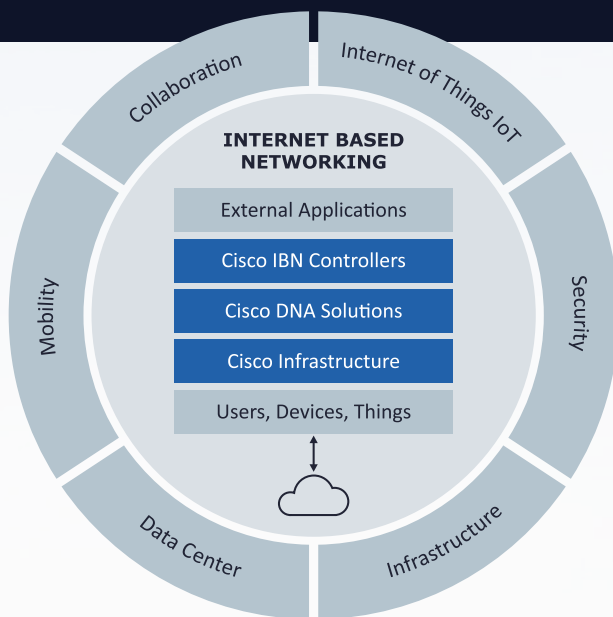 Collaboration
Internet of Things IoT
INTERNET BASED
NETWORKING
External Applications
Cisco IBN Controllers
Cisco DNA Solutions
Cisco Infrastructure
Users, Devices, Things
Mobility
Security
Data Center
Infrastructure